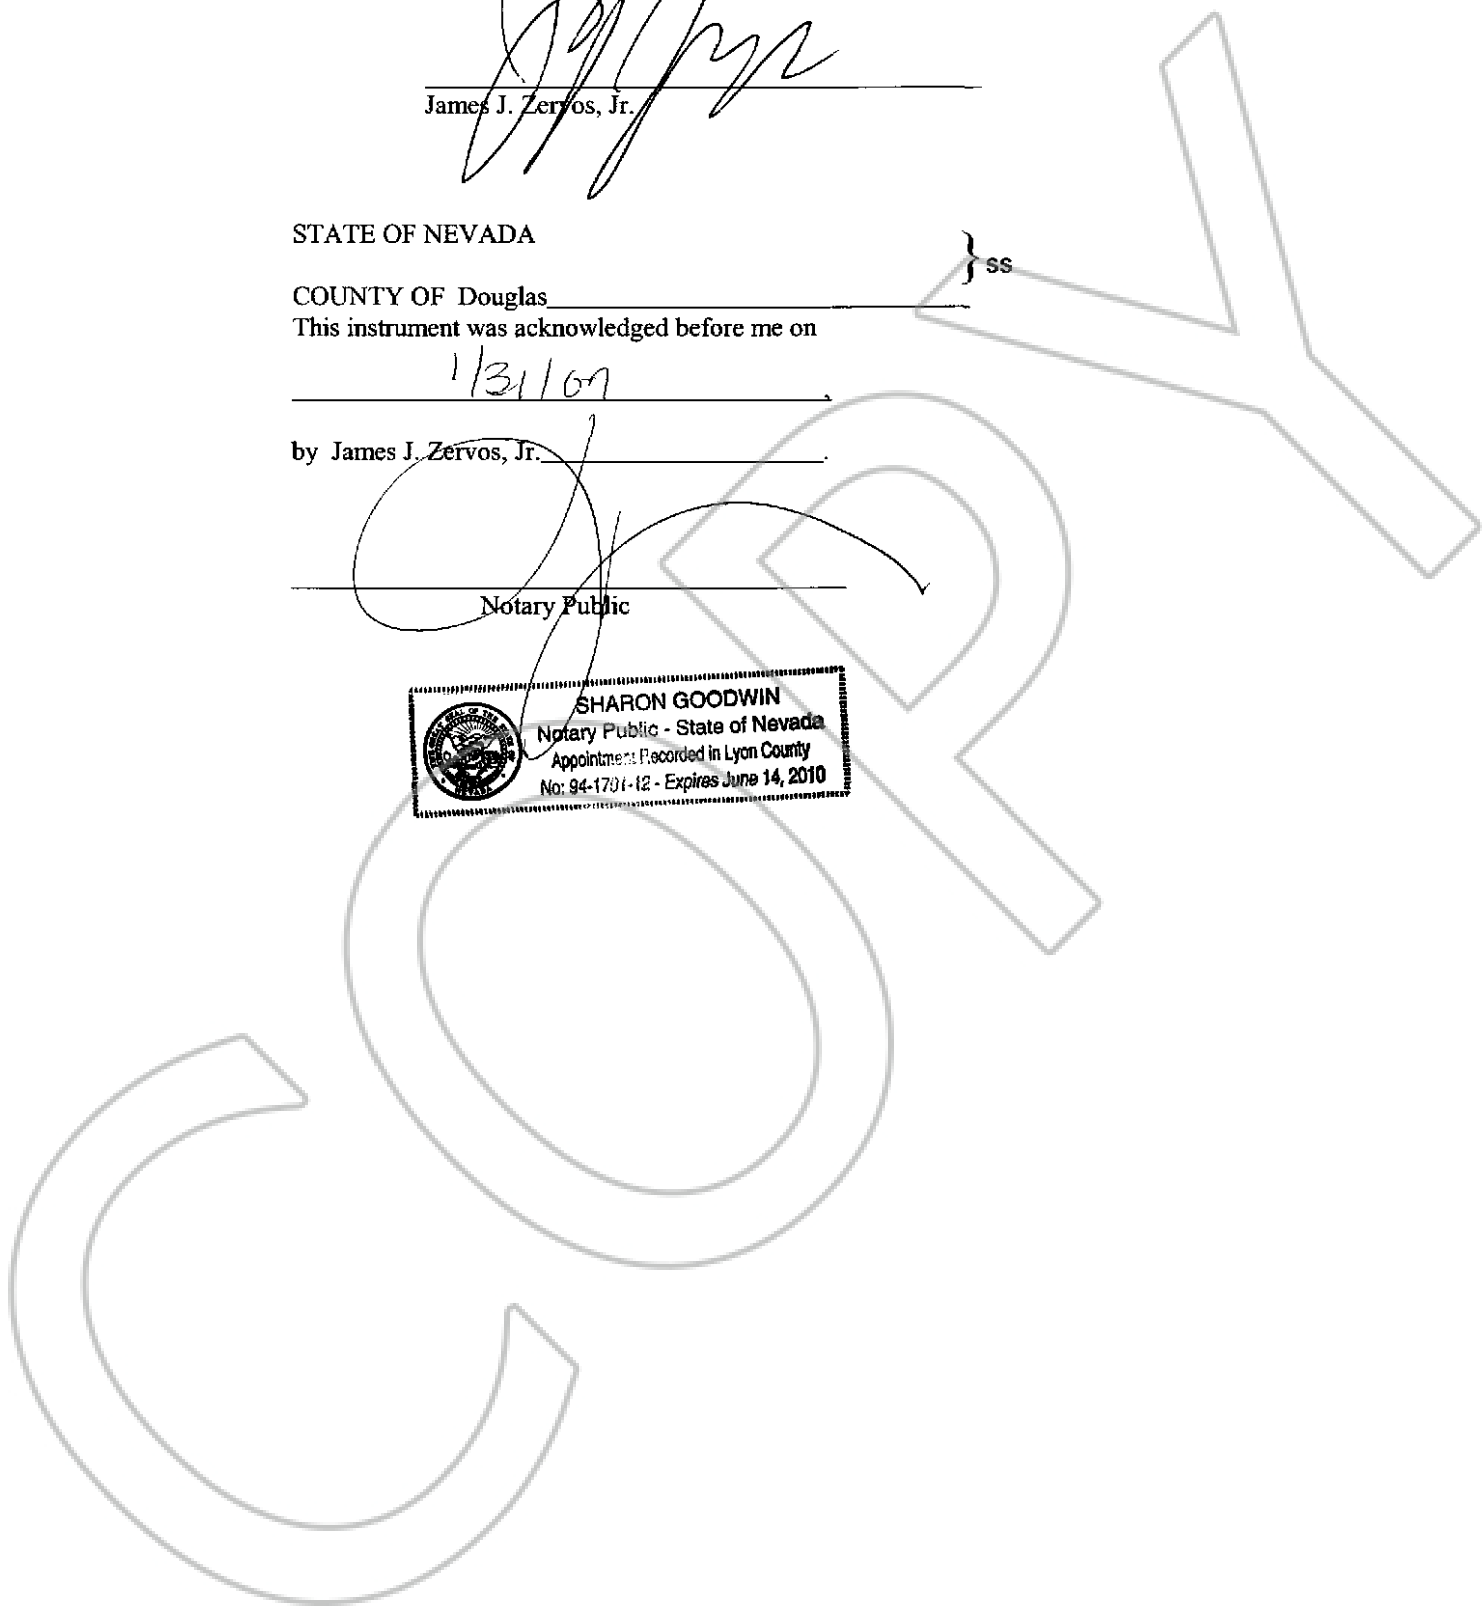 James J. Zervos, Jr.
STATE OF NEVADA
} ss
COUNTY OF Douglas
This instrument was acknowledged before me on
1/31/07
,
by James J. Zervos, Jr. .
Notary Public
SHARON GOODWIN
Notary Public - State of Nevada
Appointment Recorded in Lyon County
No: 94-1701-12 - Expires June 14, 2010
COPY